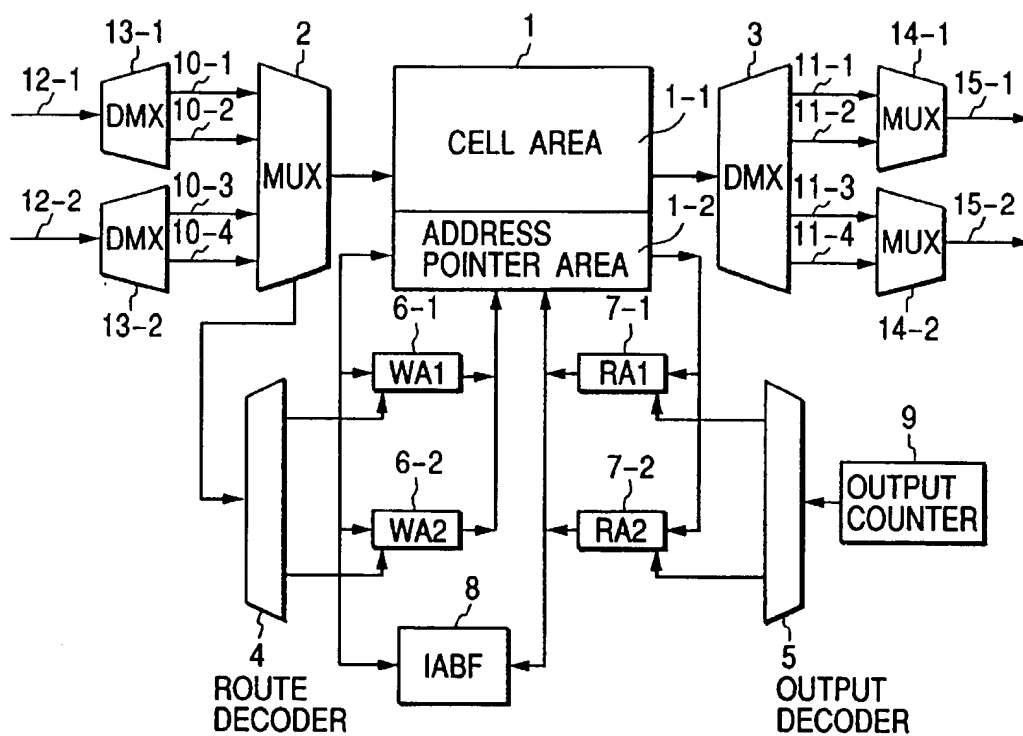 13-1
2
1
3
14-1
12-1
10-1
10-2
11-1
11-2
15-1
DMX
MUX
CELL AREA
1-1
DMX
MUX
12-2
10-3
10-4
1-2
11-3
11-4
15-2
DMX
ADDRESS
POINTER AREA
MUX
13-2
6-1
7-1
14-2
WA1
RA1
6-2
7-2
9
WA2
RA2
OUTPUT
COUNTER
8
IABF
4
ROUTE
DECODER
5
OUTPUT
DECODER